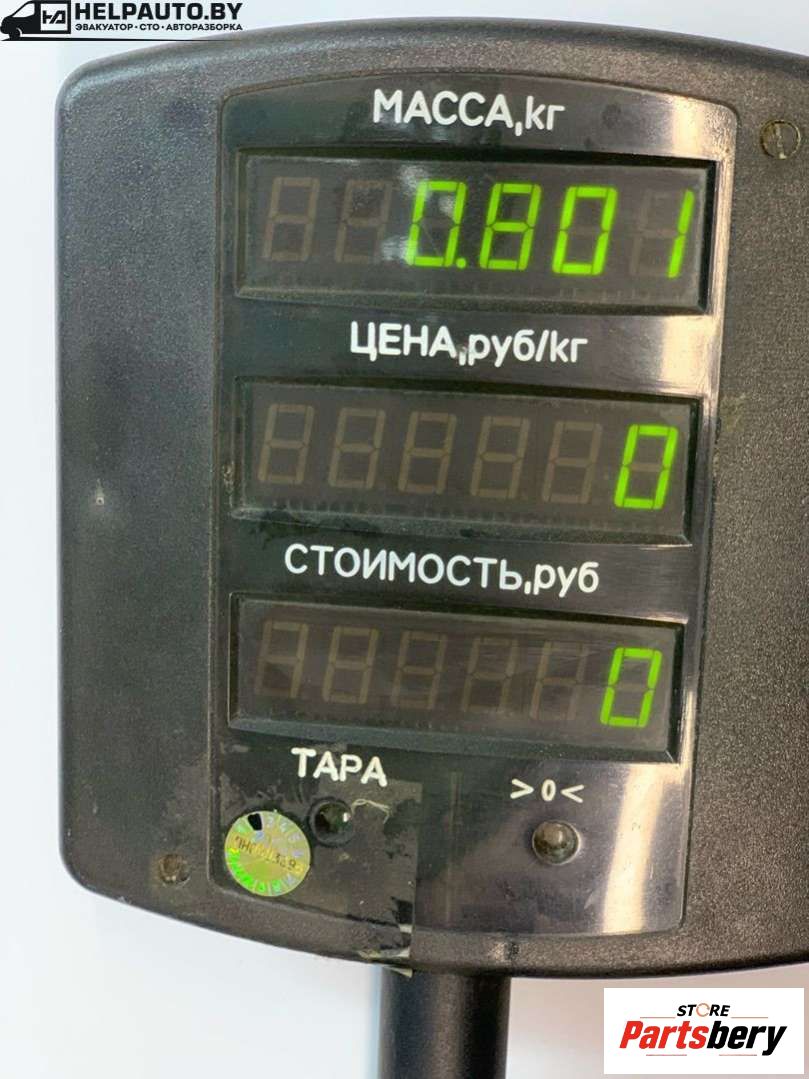 HELPAUTO.BY
ЭВАКУАТОР•СТО•АВТОРАЗБОРКА
МАССА,кг
0.801
ЦЕНА,руб/кг
0
СТОИМОСТЬ,руб
0
ТАРА
>0<
STORE
Partsbery